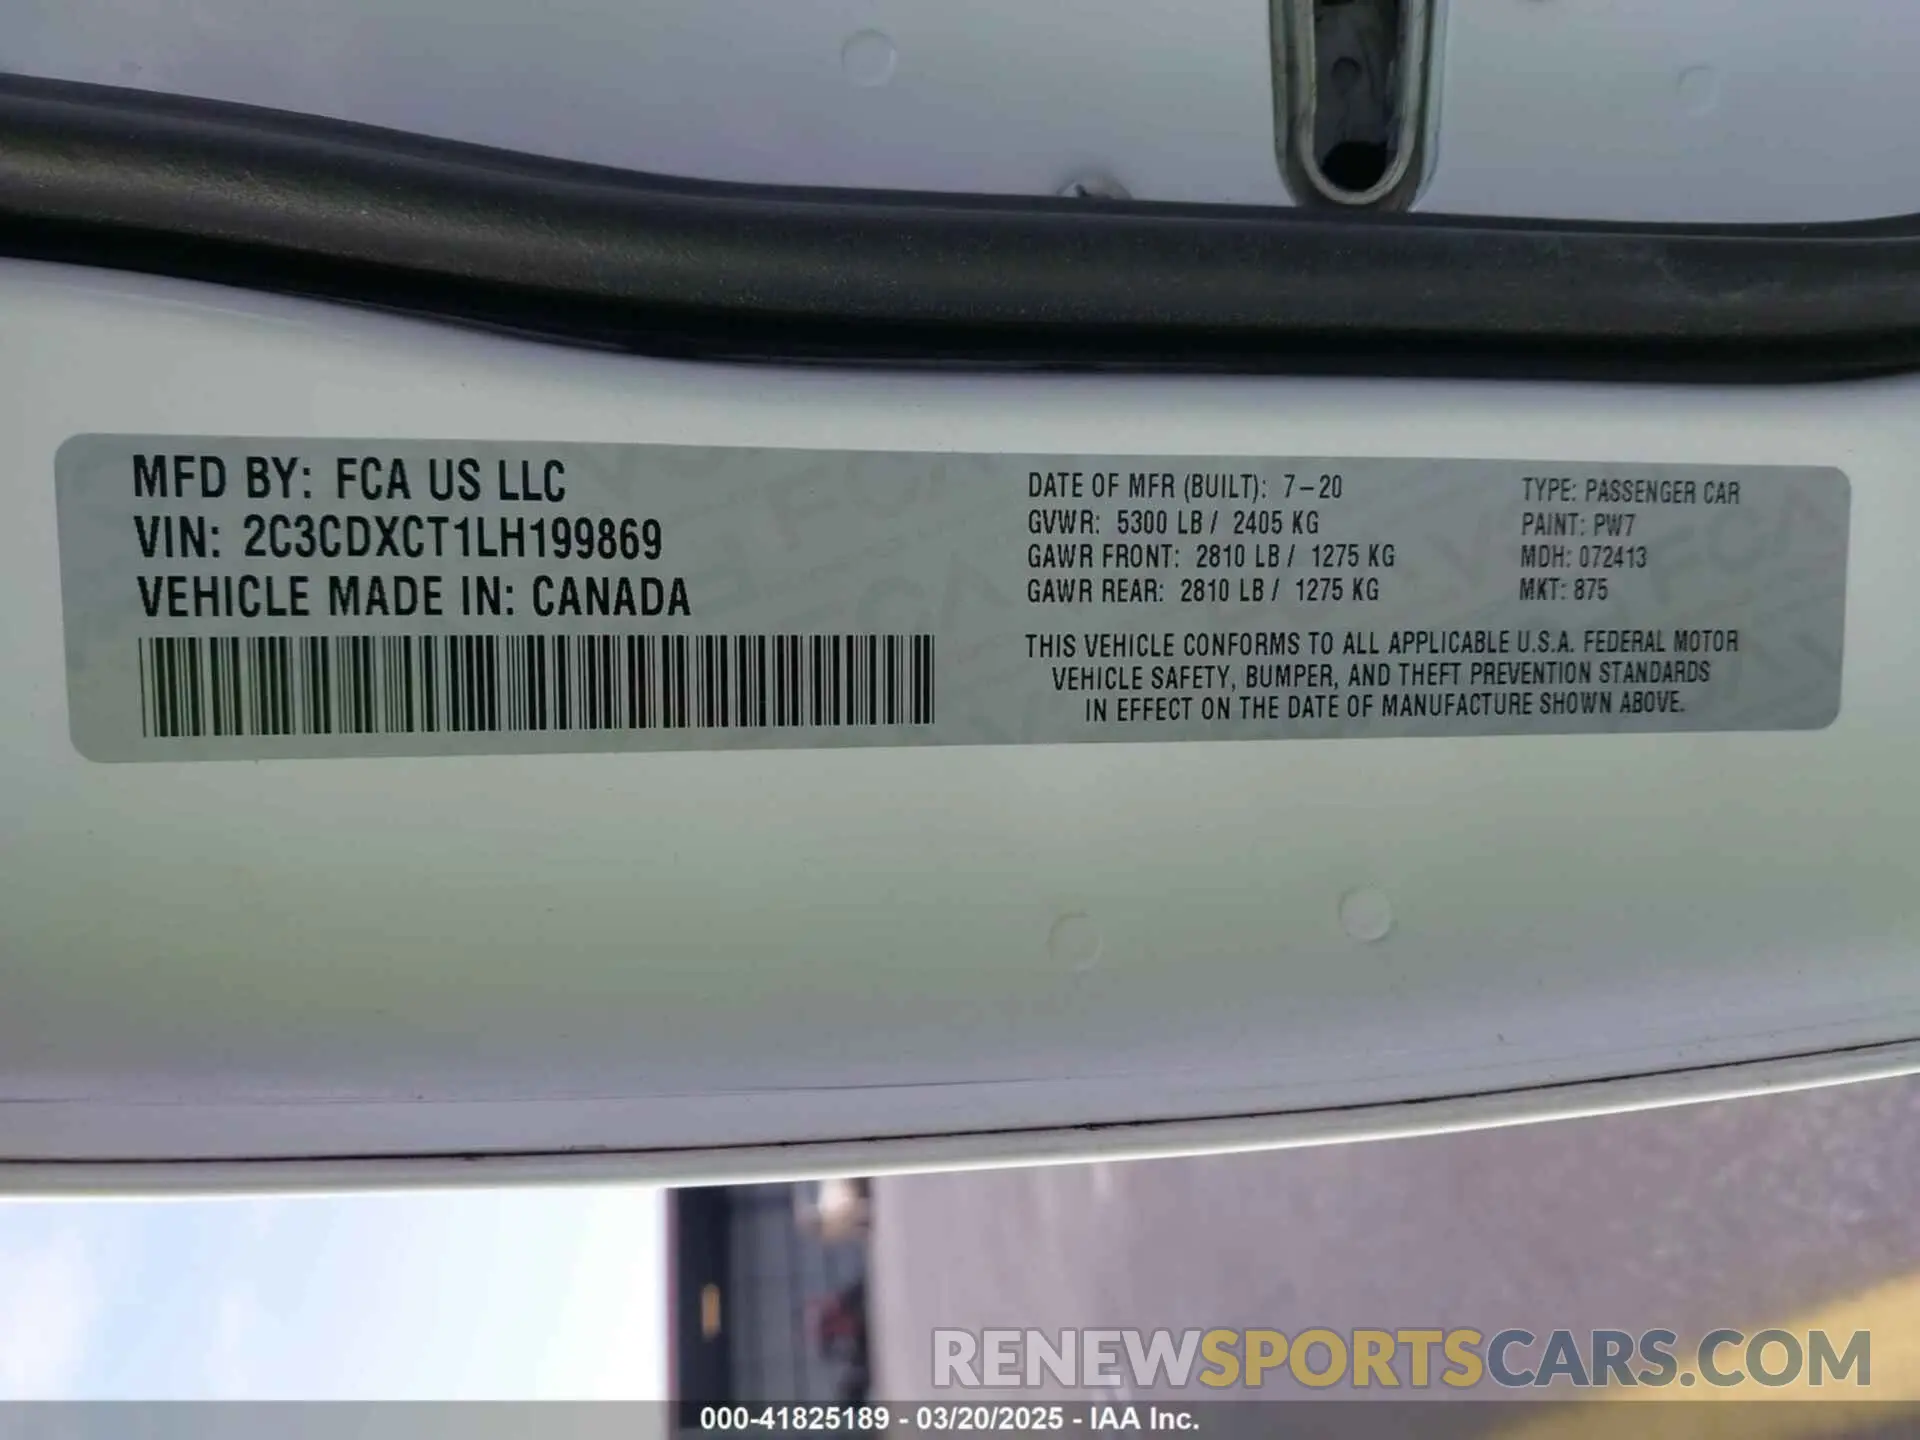 MFD BY: FCA US LLC
VIN: 2C3CDXCT1LH199869
VEHICLE MADE IN: CANADA
DATE OF MFR (BUILT): 7-20
GVWR: 5300 LB / 2405 KG
GAWR FRONT: 2810 LB / 1275 KG
GAWR REAR: 2810 LB / 1275 KG
TYPE: PASSENGER CAR
PAINT: PW7
MDH: 072413
MKT: 875
THIS VEHICLE CONFORMS TO ALL APPLICABLE U.S.A. FEDERAL MOTOR
VEHICLE SAFETY, BUMPER, AND THEFT PREVENTION STANDARDS
IN EFFECT ON THE DATE OF MANUFACTURE SHOWN ABOVE.
RENEWSPORTSCARS.COM
000-41825189 - 03/20/2025 - IAA Inc.